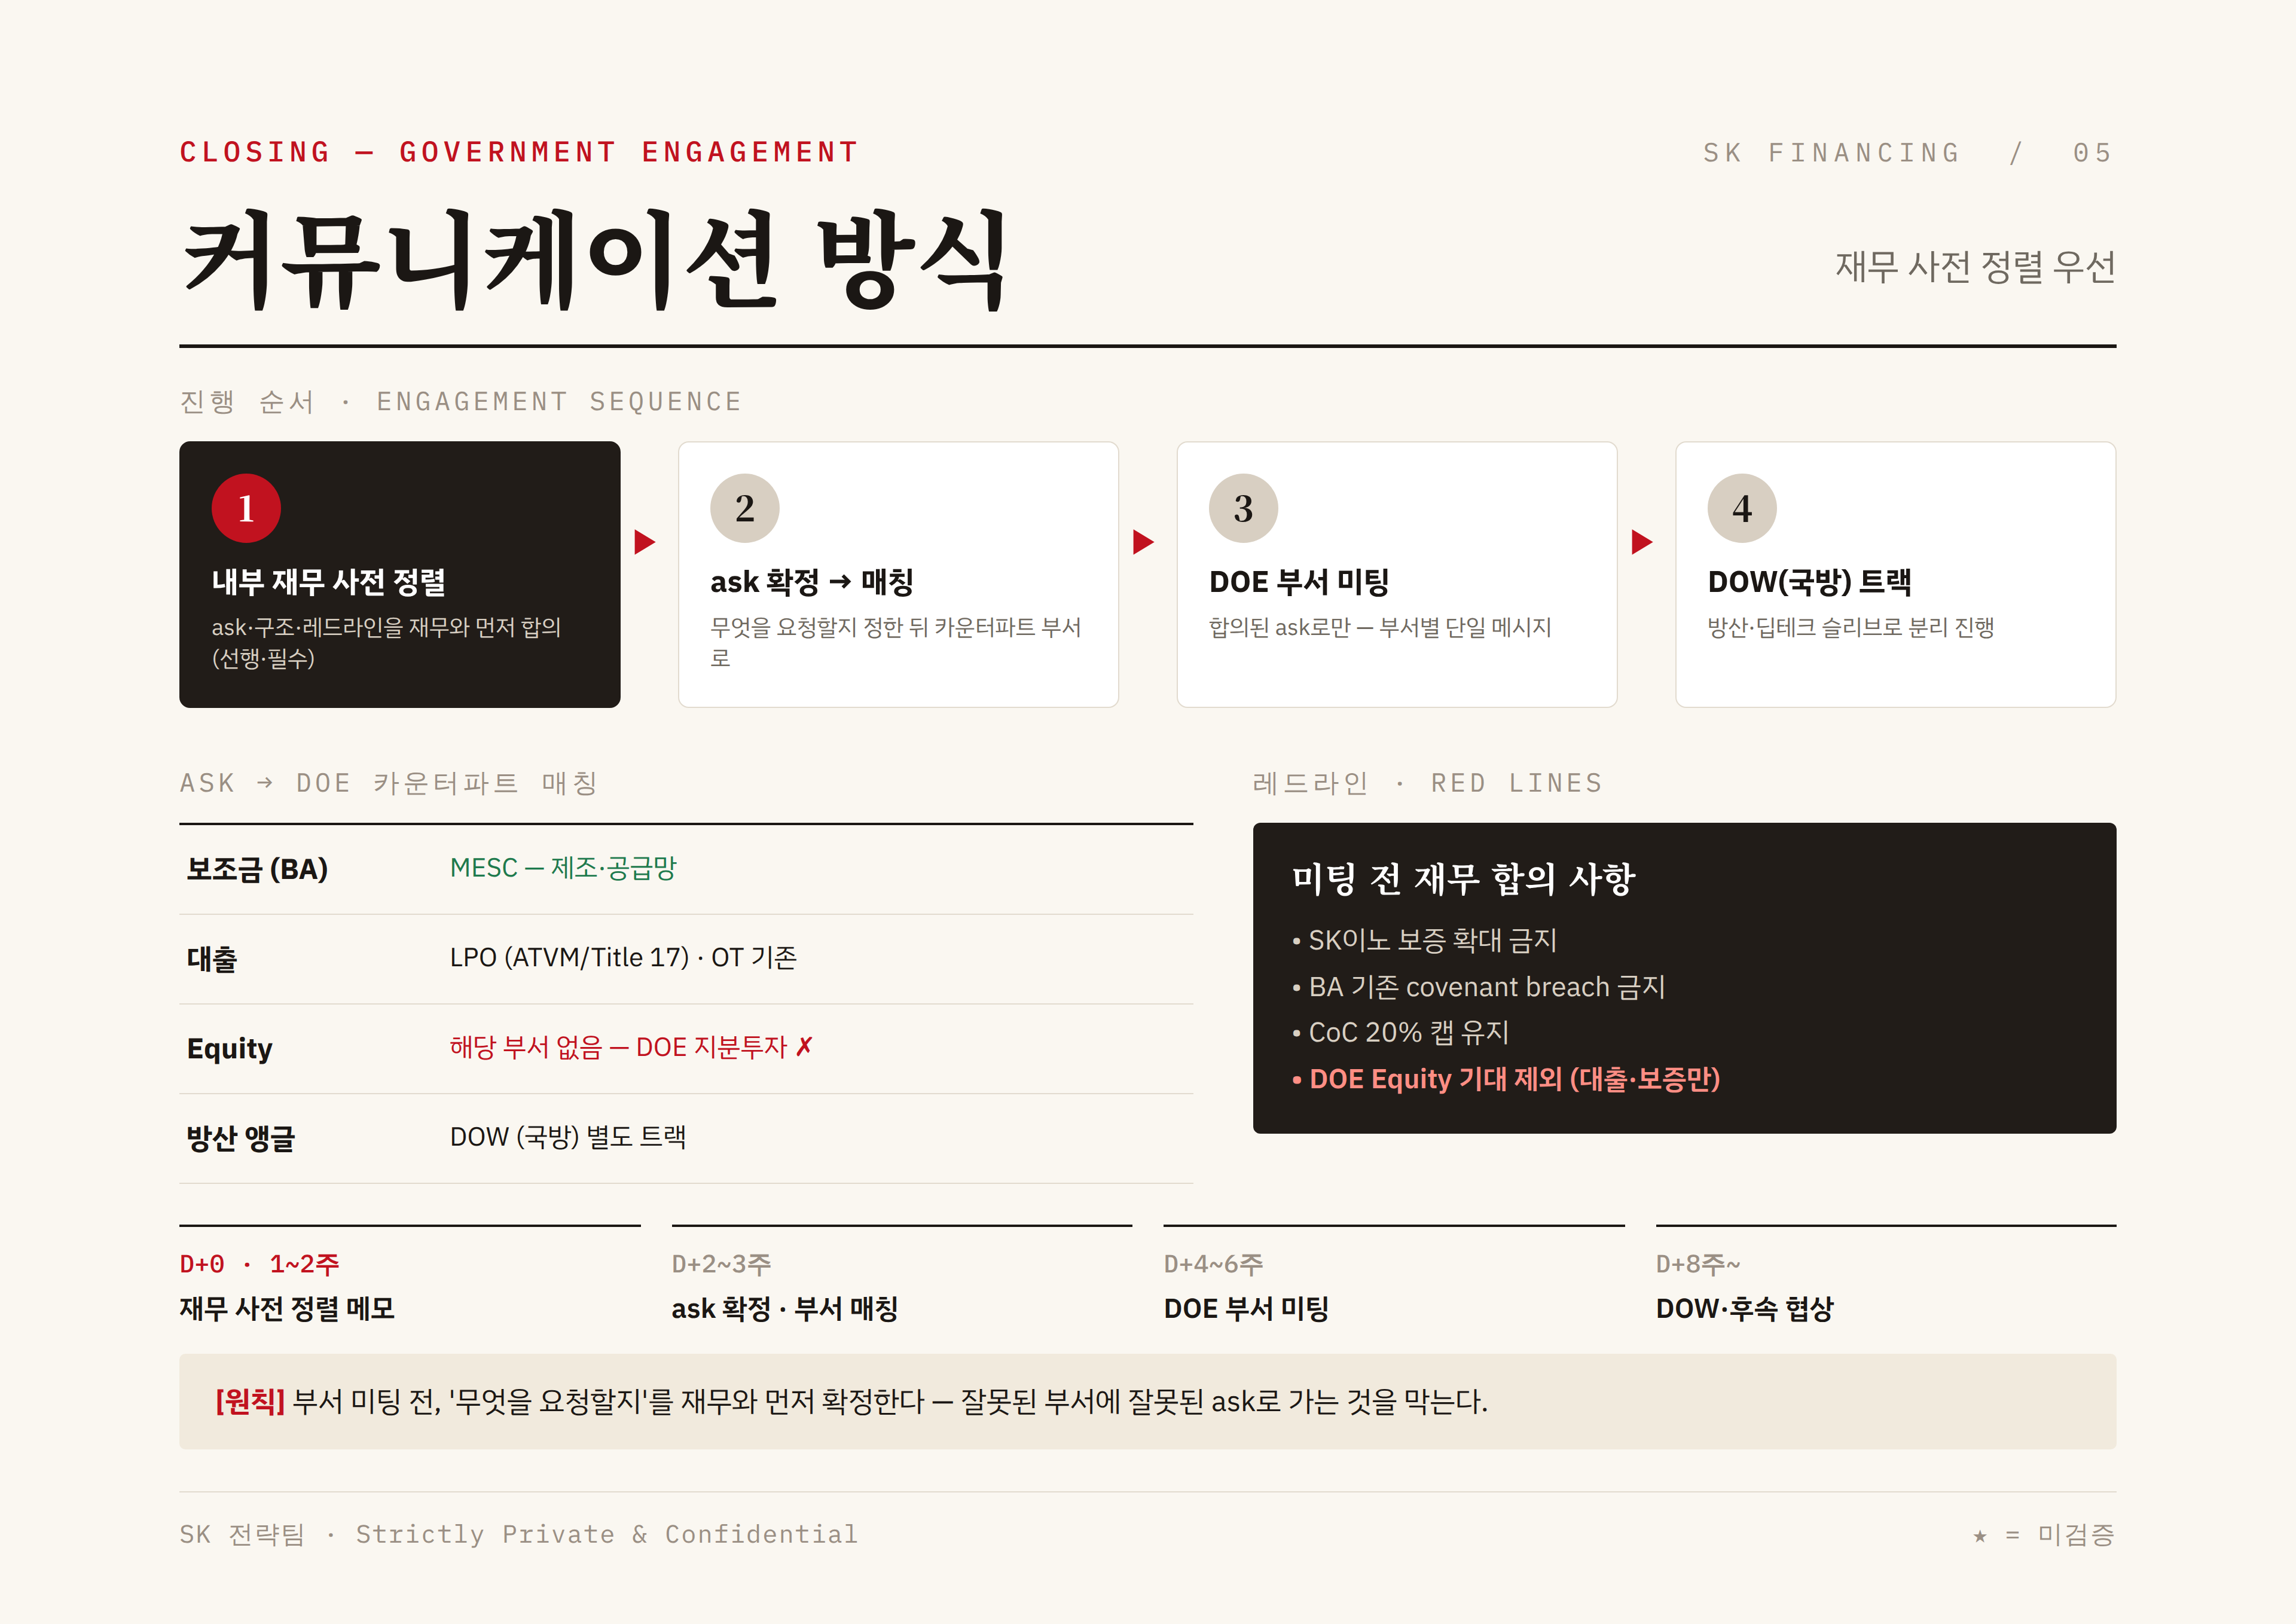 CLOSING — GOVERNMENT ENGAGEMENT
SK FINANCING / 05
커뮤니케이션 방식
재무 사전 정렬 우선
진행 순서 · ENGAGEMENT SEQUENCE
1
내부 재무 사전 정렬
ask·구조·레드라인을 재무와 먼저 합의
(선행·필수)
▶
2
ask 확정 → 매칭
무엇을 요청할지 정한 뒤 카운터파트 부서
로
▶
3
DOE 부서 미팅
합의된 ask로만 — 부서별 단일 메시지
▶
4
DOW(국방) 트랙
방산·딥테크 슬리브로 분리 진행
ASK → DOE 카운터파트 매칭
보조금 (BA) MESC — 제조·공급망
대출 LPO (ATVM/Title 17) · OT 기존
Equity 해당 부서 없음 — DOE 지분투자 ✗
방산 앵글 DOW (국방) 별도 트랙
레드라인 · RED LINES
미팅 전 재무 합의 사항
• SK이노 보증 확대 금지
• BA 기존 covenant breach 금지
• CoC 20% 캡 유지
• DOE Equity 기대 제외 (대출·보증만)
D+0 · 1~2주
재무 사전 정렬 메모
D+2~3주
ask 확정 · 부서 매칭
D+4~6주
DOE 부서 미팅
D+8주~
DOW·후속 협상
[원칙] 부서 미팅 전, '무엇을 요청할지'를 재무와 먼저 확정한다 — 잘못된 부서에 잘못된 ask로 가는 것을 막는다.
SK 전략팀 · Strictly Private & Confidential
★ = 미검증